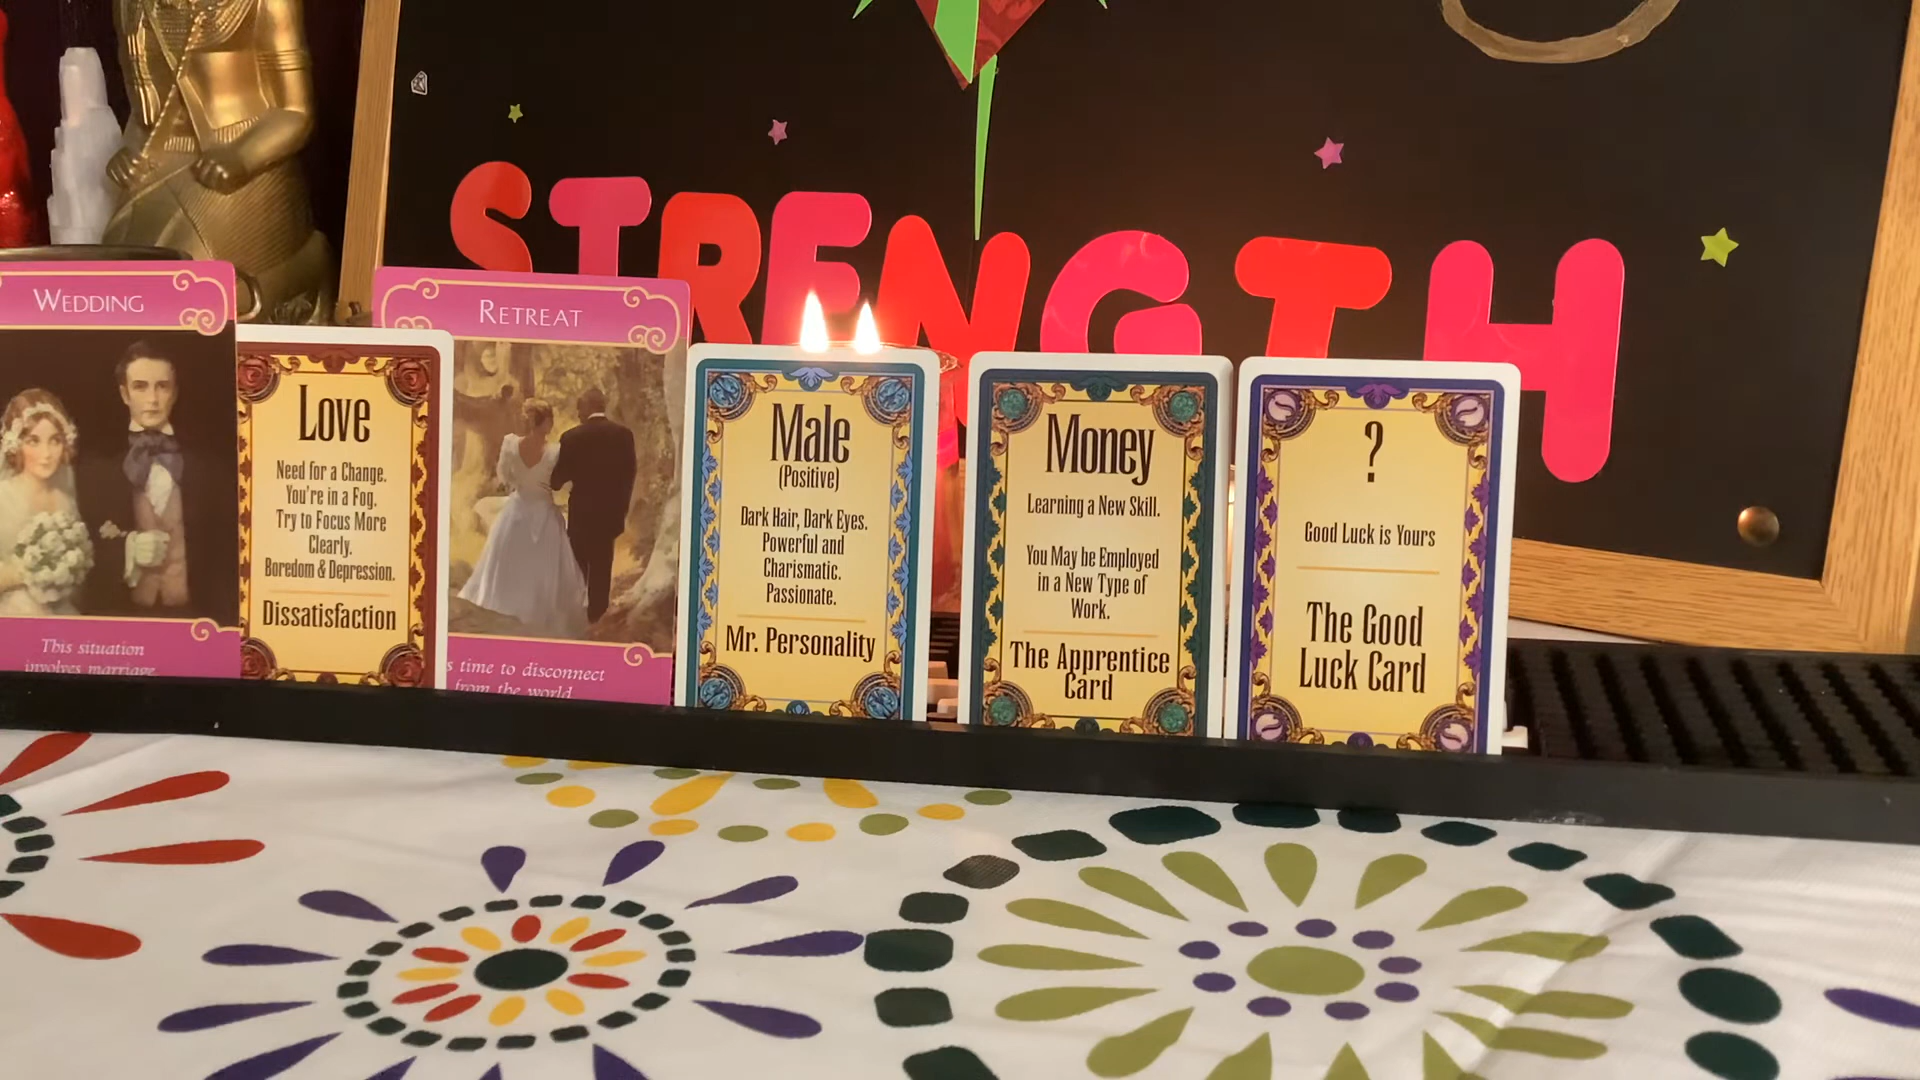 STRENGTH
WEDDING
This situation
involves marriage.
Love
Need for a Change.
You're in a Fog.
Try to Focus More
Clearly.
Boredom & Depression.
Dissatisfaction
RETREAT
s time to disconnect
from the world
Male
(Positive)
Dark Hair, Dark Eyes.
Powerful and
Charismatic.
Passionate.
Mr. Personality
Money
Learning a New Skill.
You May be Employed
in a New Type of
Work.
The Apprentice
Card
?
Good Luck is Yours
The Good
Luck Card